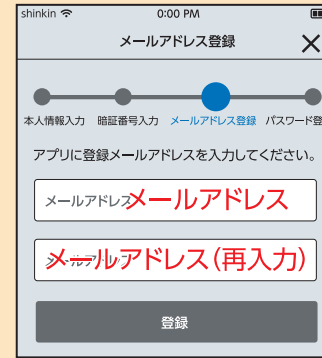 shinkin 0:00 PM
メールアドレス登録
本人情報入力 暗証番号入力 メールアドレス登録 パスワード登
アプリに登録メールアドレスを入力してください。
メールアドレス メールアドレス
メールアドレス(再入力)
登録